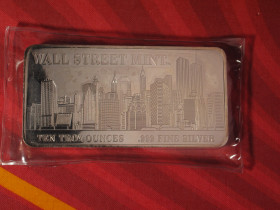 WALL STREET MINT
TEN TROY OUNCES .999 FINE SILVER